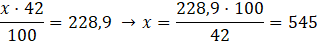 x · 42 / 100 = 228,9 → x = 228,9 · 100 / 42 = 545